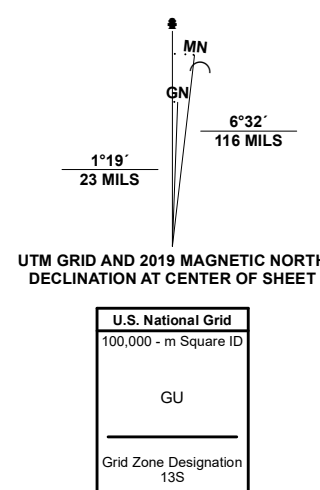 MN
GN
6°32´
116 MILS
1°19´
23 MILS
UTM GRID AND 2019 MAGNETIC NORTH
DECLINATION AT CENTER OF SHEET
U.S. National Grid
100,000 - m Square ID
GU
Grid Zone Designation
13S